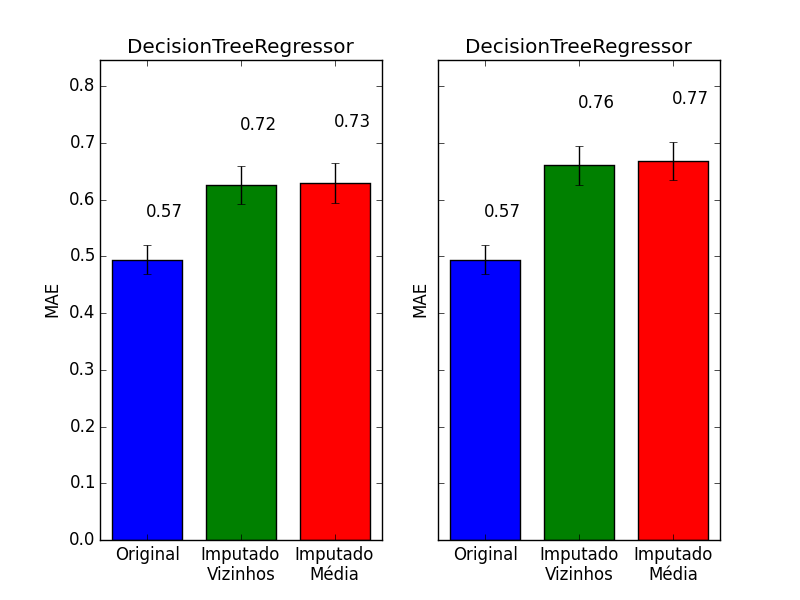 DecisionTreeRegressor
MAE
0.8
0.7
0.6
0.5
0.4
0.3
0.2
0.1
0.0
0.57
0.72
0.73
Original
Imputado
Vizinhos
Imputado
Média
DecisionTreeRegressor
MAE
0.57
0.76
0.77
Original
Imputado
Vizinhos
Imputado
Média